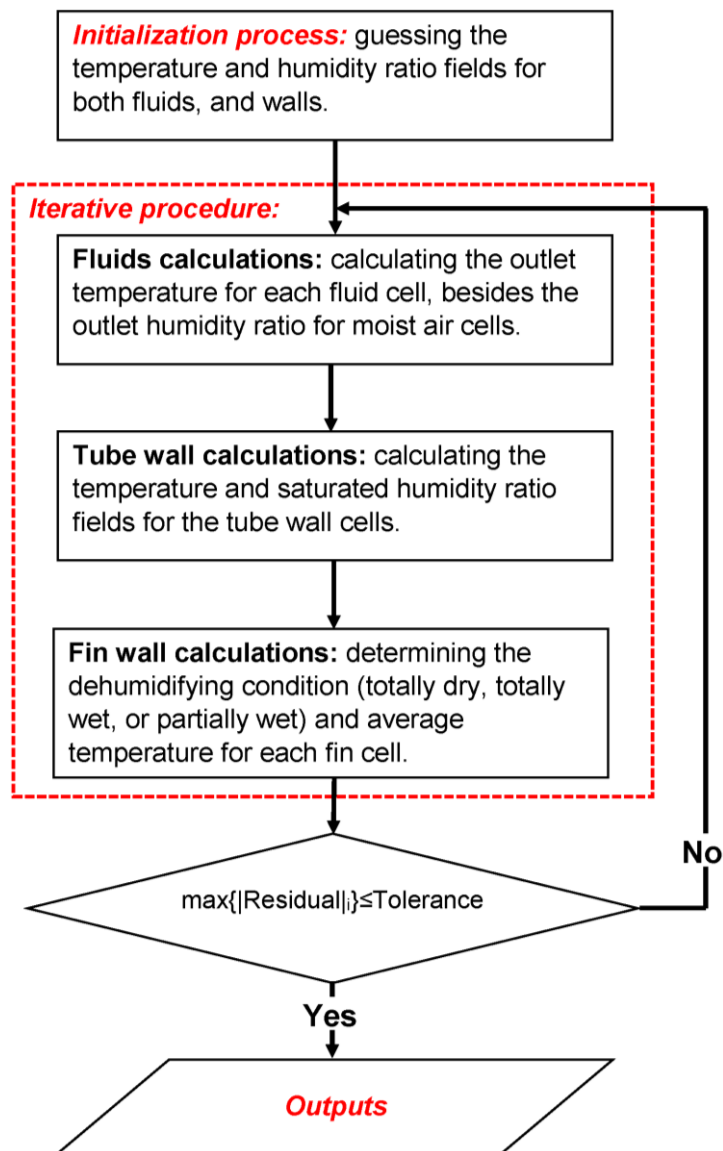 Initialization process: guessing the
temperature and humidity ratio fields for
both fluids, and walls.
Iterative procedure:
Fluids calculations: calculating the outlet
temperature for each fluid cell, besides the
outlet humidity ratio for moist air cells.
Tube wall calculations: calculating the
temperature and saturated humidity ratio
fields for the tube wall cells.
Fin wall calculations: determining the
dehumidifying condition (totally dry, totally
wet, or partially wet) and average
temperature for each fin cell.
max{|Residual|ᵢ}≤Tolerance
No
Yes
Outputs